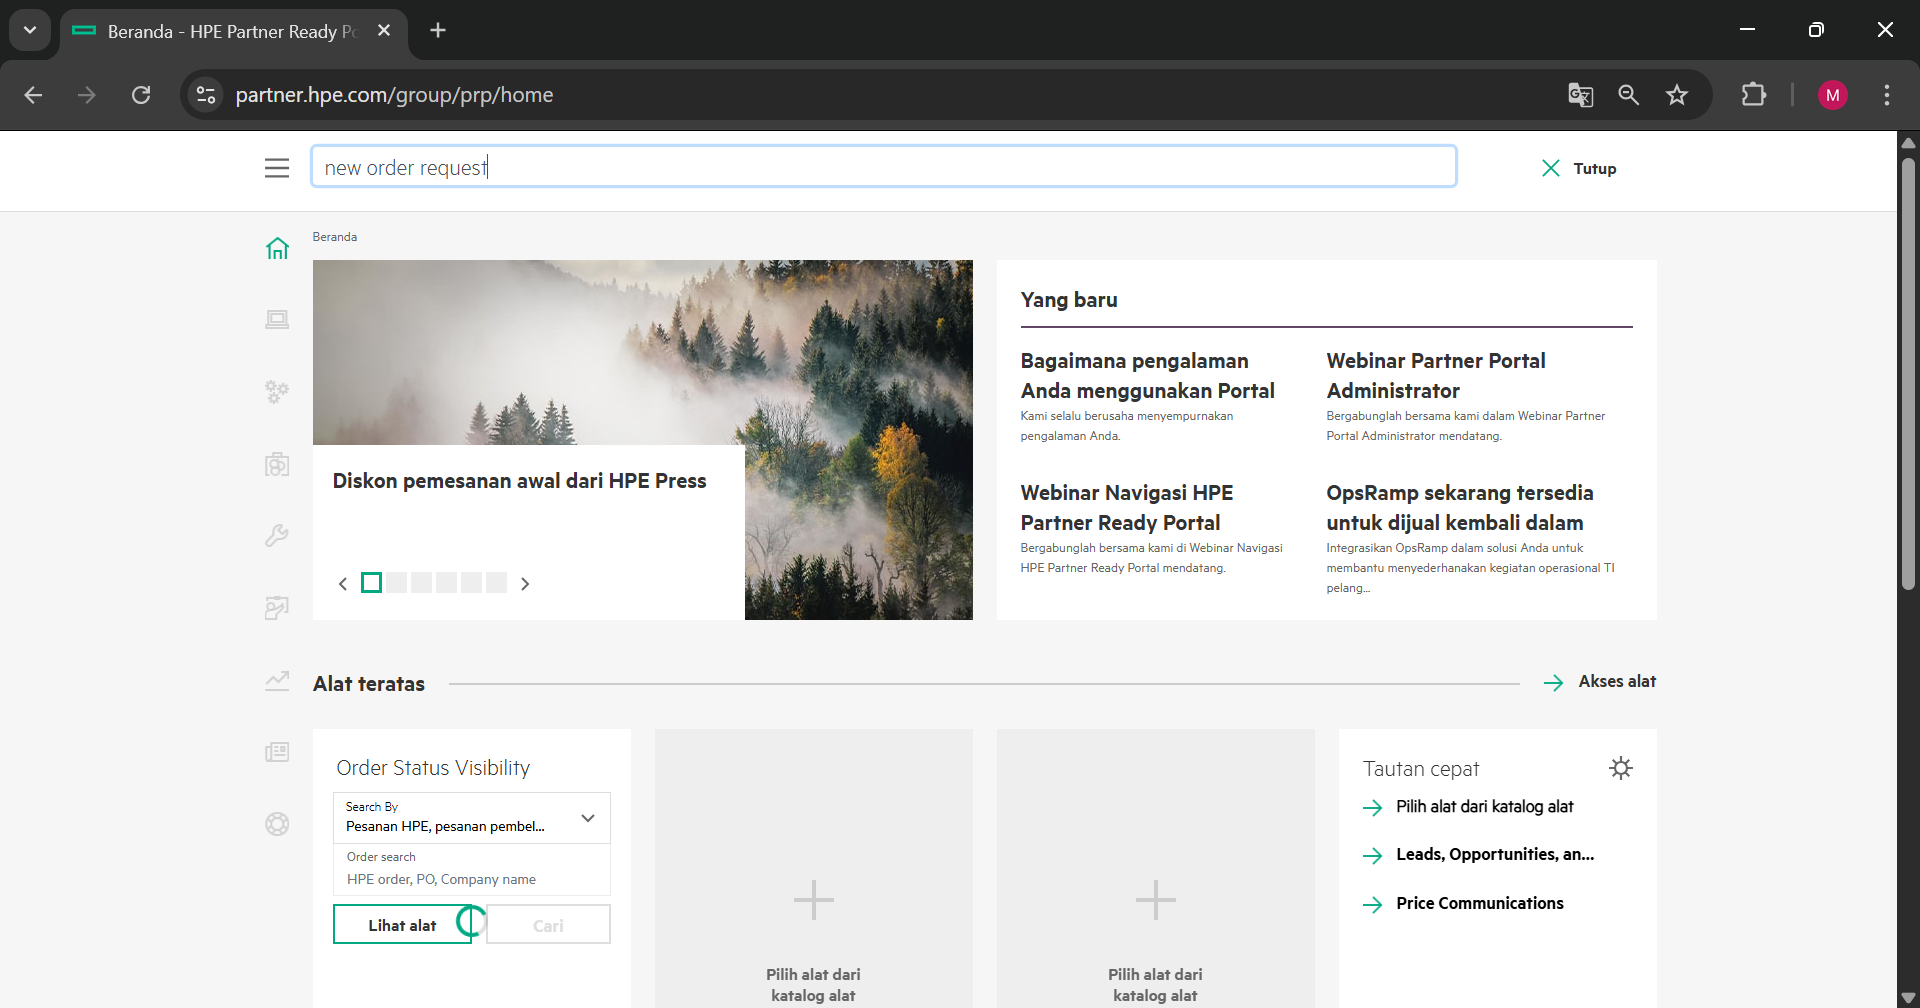 Beranda - HPE Partner Ready Po
partner.hpe.com/group/prp/home
M
new order request
Tutup
Beranda
Diskon pemesanan awal dari HPE Press
Yang baru
Bagaimana pengalaman
Anda menggunakan Portal
Kami selalu berusaha menyempurnakan
pengalaman Anda.
Webinar Partner Portal
Administrator
Bergabunglah bersama kami dalam Webinar Partner
Portal Administrator mendatang.
Webinar Navigasi HPE
Partner Ready Portal
Bergabunglah bersama kami di Webinar Navigasi
HPE Partner Ready Portal mendatang.
OpsRamp sekarang tersedia
untuk dijual kembali dalam
Integrasikan OpsRamp dalam solusi Anda untuk
membantu menyederhanakan kegiatan operasional TI
pelang...
Alat teratas
Akses alat
Order Status Visibility
Search By
Pesanan HPE, pesanan pembel...
Order search
HPE order, PO, Company name
Lihat alat
Cari
Pilih alat dari
katalog alat
Pilih alat dari
katalog alat
Tautan cepat
Pilih alat dari katalog alat
Leads, Opportunities, an...
Price Communications